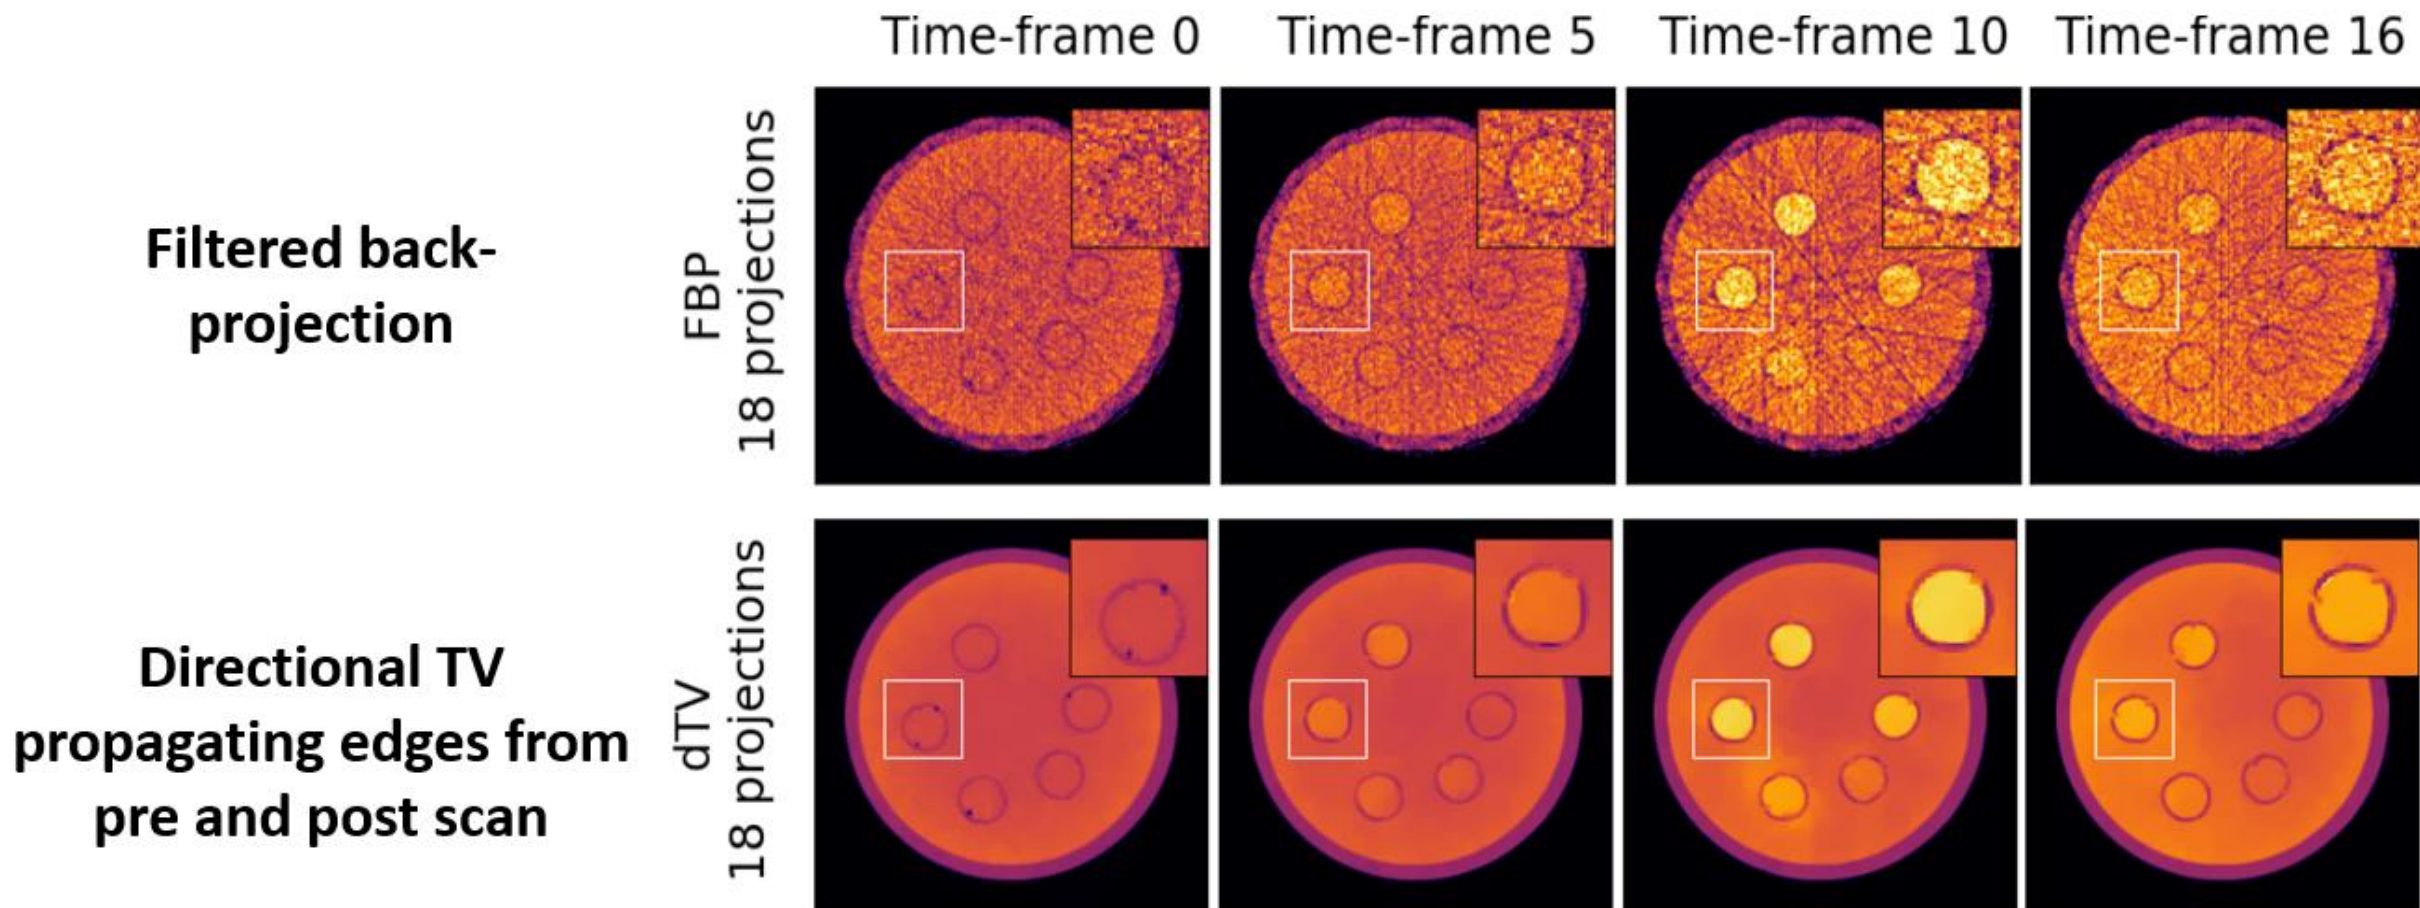 Time-frame 0 Time-frame 5 Time-frame 10 Time-frame 16
Filtered back-
projection
FBP
18 projections
Directional TV
propagating edges from
pre and post scan
dTV
18 projections